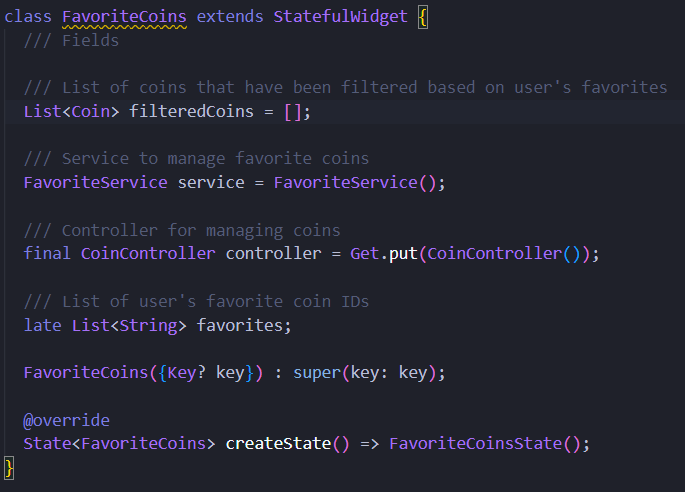 class FavoriteCoins extends StatefulWidget {
/// Fields
/// List of coins that have been filtered based on user's favorites
List<Coin> filteredCoins = [];
/// Service to manage favorite coins
FavoriteService service = FavoriteService();
/// Controller for managing coins
final CoinController controller = Get.put(CoinController());
/// List of user's favorite coin IDs
late List<String> favorites;
FavoriteCoins({Key? key}) : super(key: key);
@override
State<FavoriteCoins> createState() => FavoriteCoinsState();
}